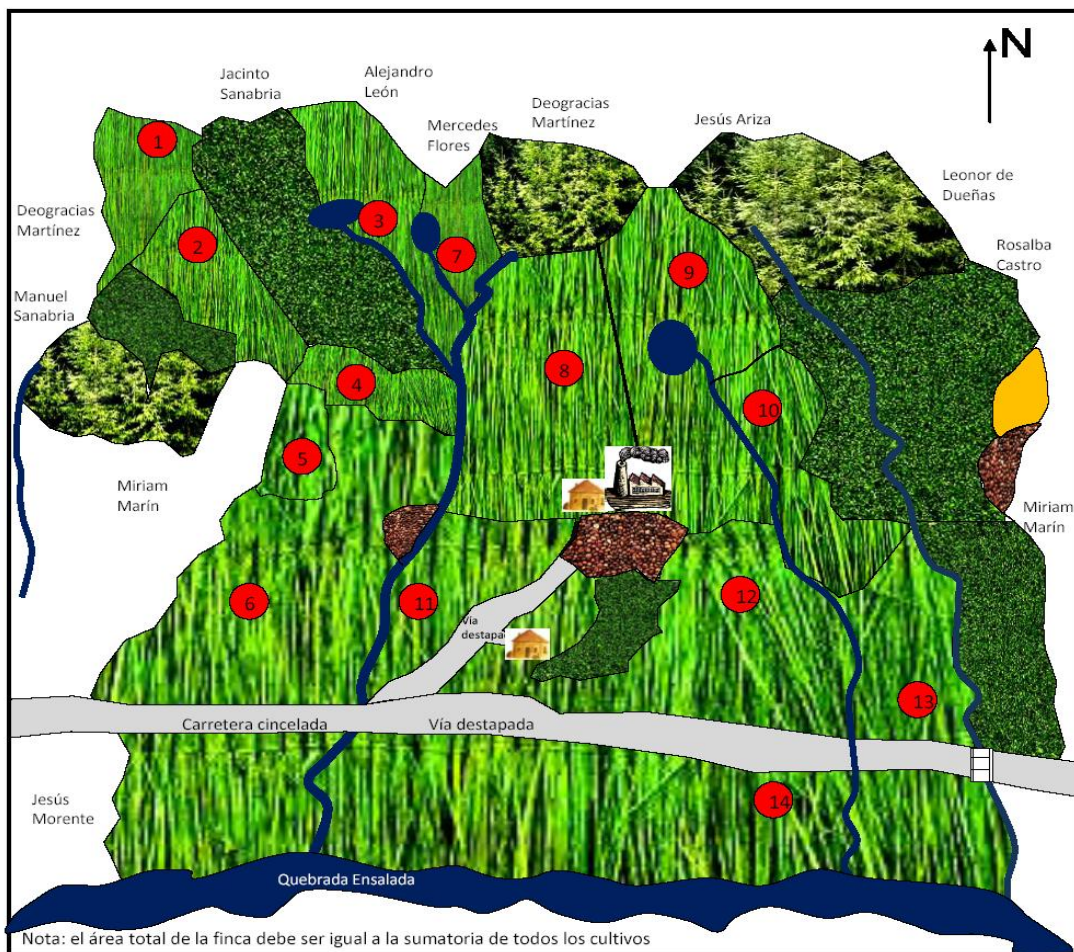 N
Jacinto
Sanabria
Alejandro
León
Mercedes
Flores
Deogracias
Martínez
Jesús Ariza
Leonor de
Dueñas
Rosalba
Castro
Deogracias
Martínez
Manuel
Sanabria
Miriam
Marín
Miriam
Marín
1
2
3
7
9
4
8
10
5
6
11
12
13
14
Vía
destapa
Carretera cincelada
Vía destapada
Jesús
Morente
Quebrada Ensalada
Nota: el área total de la finca debe ser igual a la sumatoria de todos los cultivos